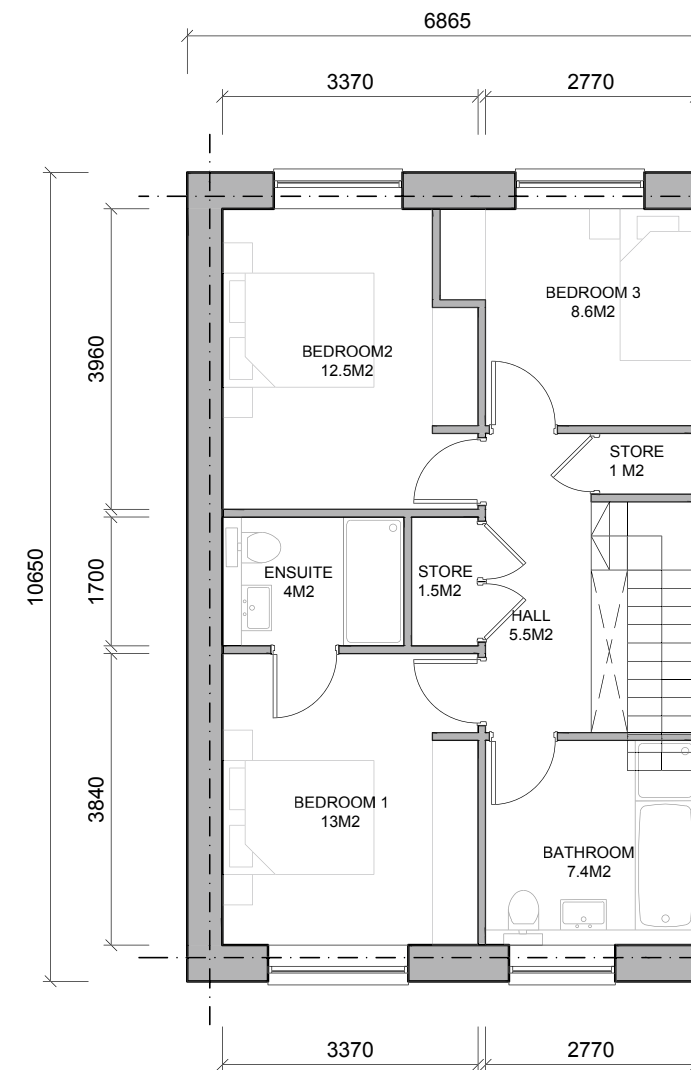 6865
3370
2770
BEDROOM 3
8.6M2
3960
BEDROOM2
12.5M2
STORE
1 M2
10650
1700
ENSUITE
4M2
STORE
1.5M2
HALL
5.5M2
3840
BEDROOM 1
13M2
BATHROOM
7.4M2
3370
2770